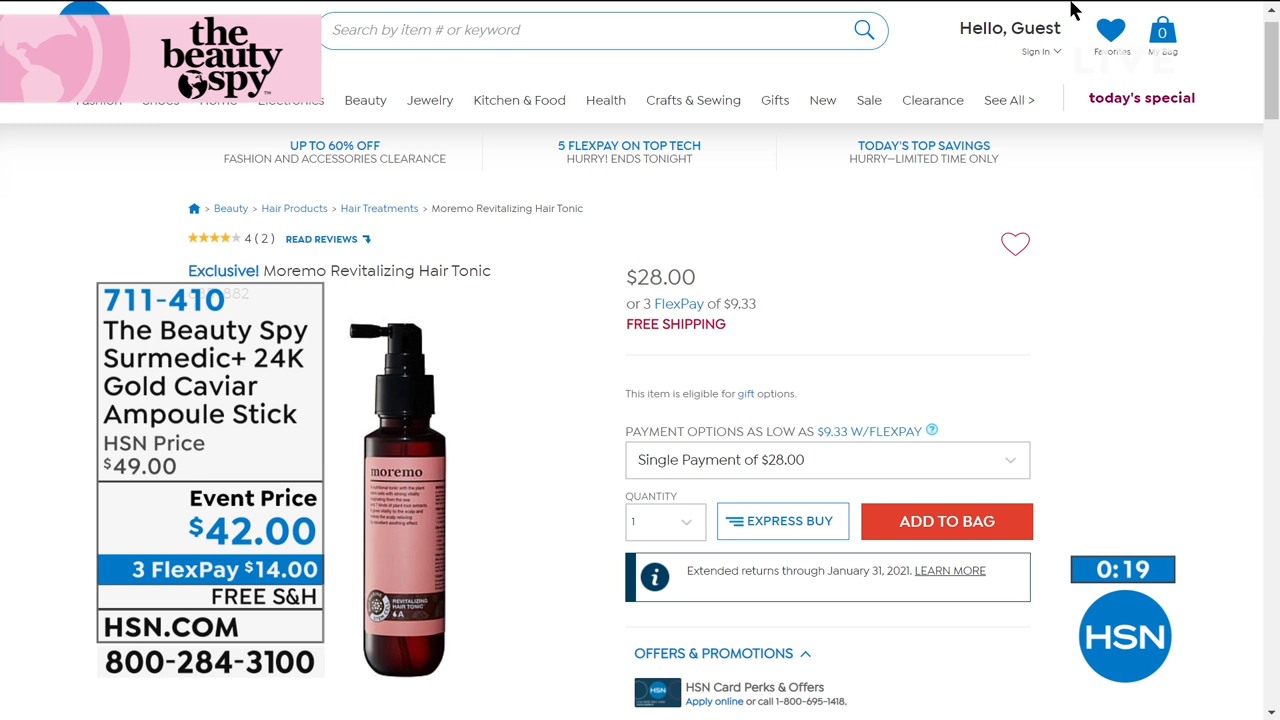 the
beauty
spy™
Search by item # or keyword
Hello, Guest
Sign In
Favorites
0
My Bag
LIVE
Fashion Shoes Home Electronics Beauty Jewelry Kitchen & Food Health Crafts & Sewing Gifts New Sale Clearance See All >
today's special
UP TO 60% OFF
FASHION AND ACCESSORIES CLEARANCE
5 FLEXPAY ON TOP TECH
HURRY! ENDS TONIGHT
TODAY'S TOP SAVINGS
HURRY—LIMITED TIME ONLY
> Beauty > Hair Products > Hair Treatments > Moremo Revitalizing Hair Tonic
4 ( 2 ) READ REVIEWS
Exclusive! Moremo Revitalizing Hair Tonic
711-410
The Beauty Spy
Surmedic+ 24K
Gold Caviar
Ampoule Stick
HSN Price
$49.00
Event Price
$42.00
3 FlexPay $14.00
FREE S&H
HSN.COM
800-284-3100
moremo
REVITALIZING
HAIR TONIC
$28.00
or 3 FlexPay of $9.33
FREE SHIPPING
This item is eligible for gift options.
PAYMENT OPTIONS AS LOW AS $9.33 W/FLEXPAY ?
Single Payment of $28.00
QUANTITY
1
EXPRESS BUY
ADD TO BAG
i
Extended returns through January 31, 2021. LEARN MORE
OFFERS & PROMOTIONS
HSN
HSN Card Perks & Offers
Apply online or call 1-800-695-1418.
0:19
HSN